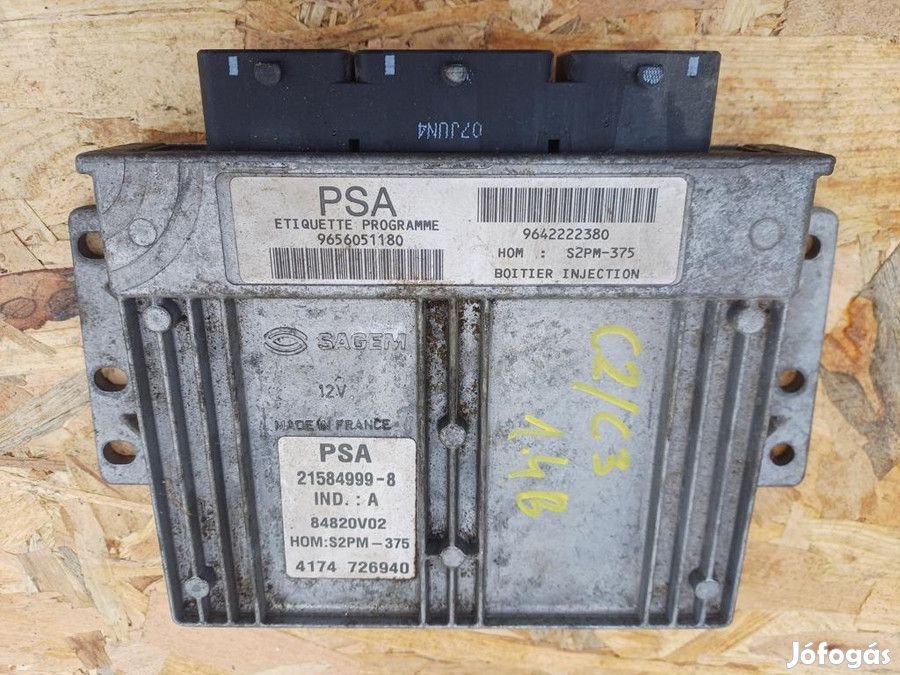 07JUN4
PSA
ETIQUETTE PROGRAMME
9656051180
9642222380
HOM : S2PM-375
BOITIER INJECTION
SAGEM
12V
MADE IN FRANCE
PSA
21584999-8
IND. : A
84820V02
HOM:S2PM-375
4174 726940
C2/C3
1.4B
Jófogás